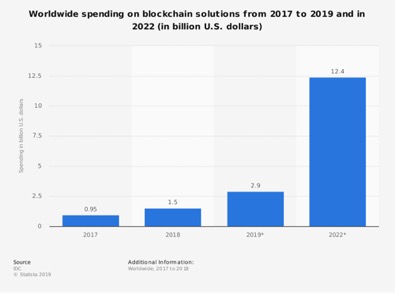 Worldwide spending on blockchain solutions from 2017 to 2019 and in
2022 (in billion U.S. dollars)
15
12.5
10
7.5
5
2.5
0
Spending in billion U.S. dollars
0.95
1.5
2.9
12.4
2017
2018
2019*
2022*
Source
IDC
© Statista 2019
Additional Information:
Worldwide; 2017 to 2018